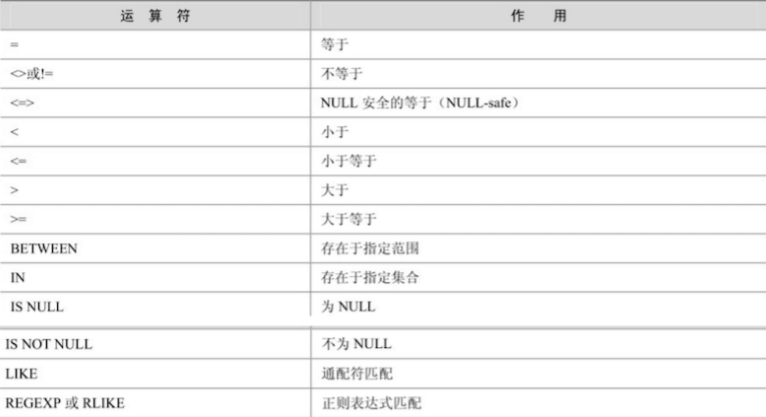 运 算 符 作 用
= 等于
<>或!= 不等于
<=> NULL 安全的等于（NULL-safe）
< 小于
<= 小于等于
> 大于
>= 大于等于
BETWEEN 存在于指定范围
IN 存在于指定集合
IS NULL 为 NULL
IS NOT NULL 不为 NULL
LIKE 通配符匹配
REGEXP 或 RLIKE 正则表达式匹配